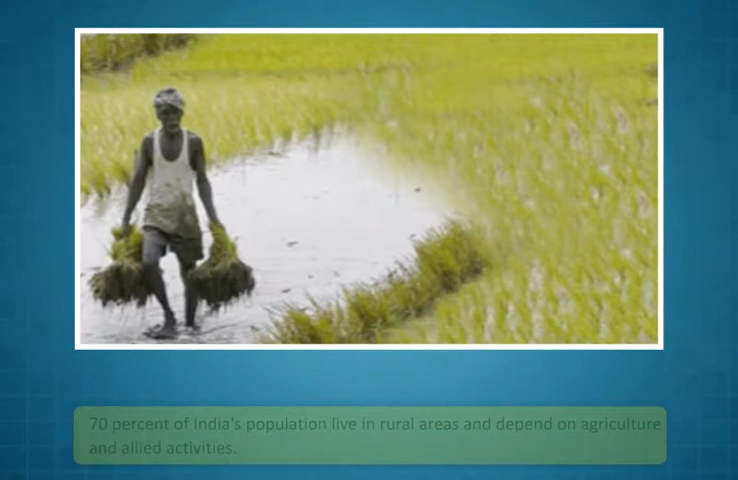 70 percent of India's population live in rural areas and depend on agriculture
and allied activities.